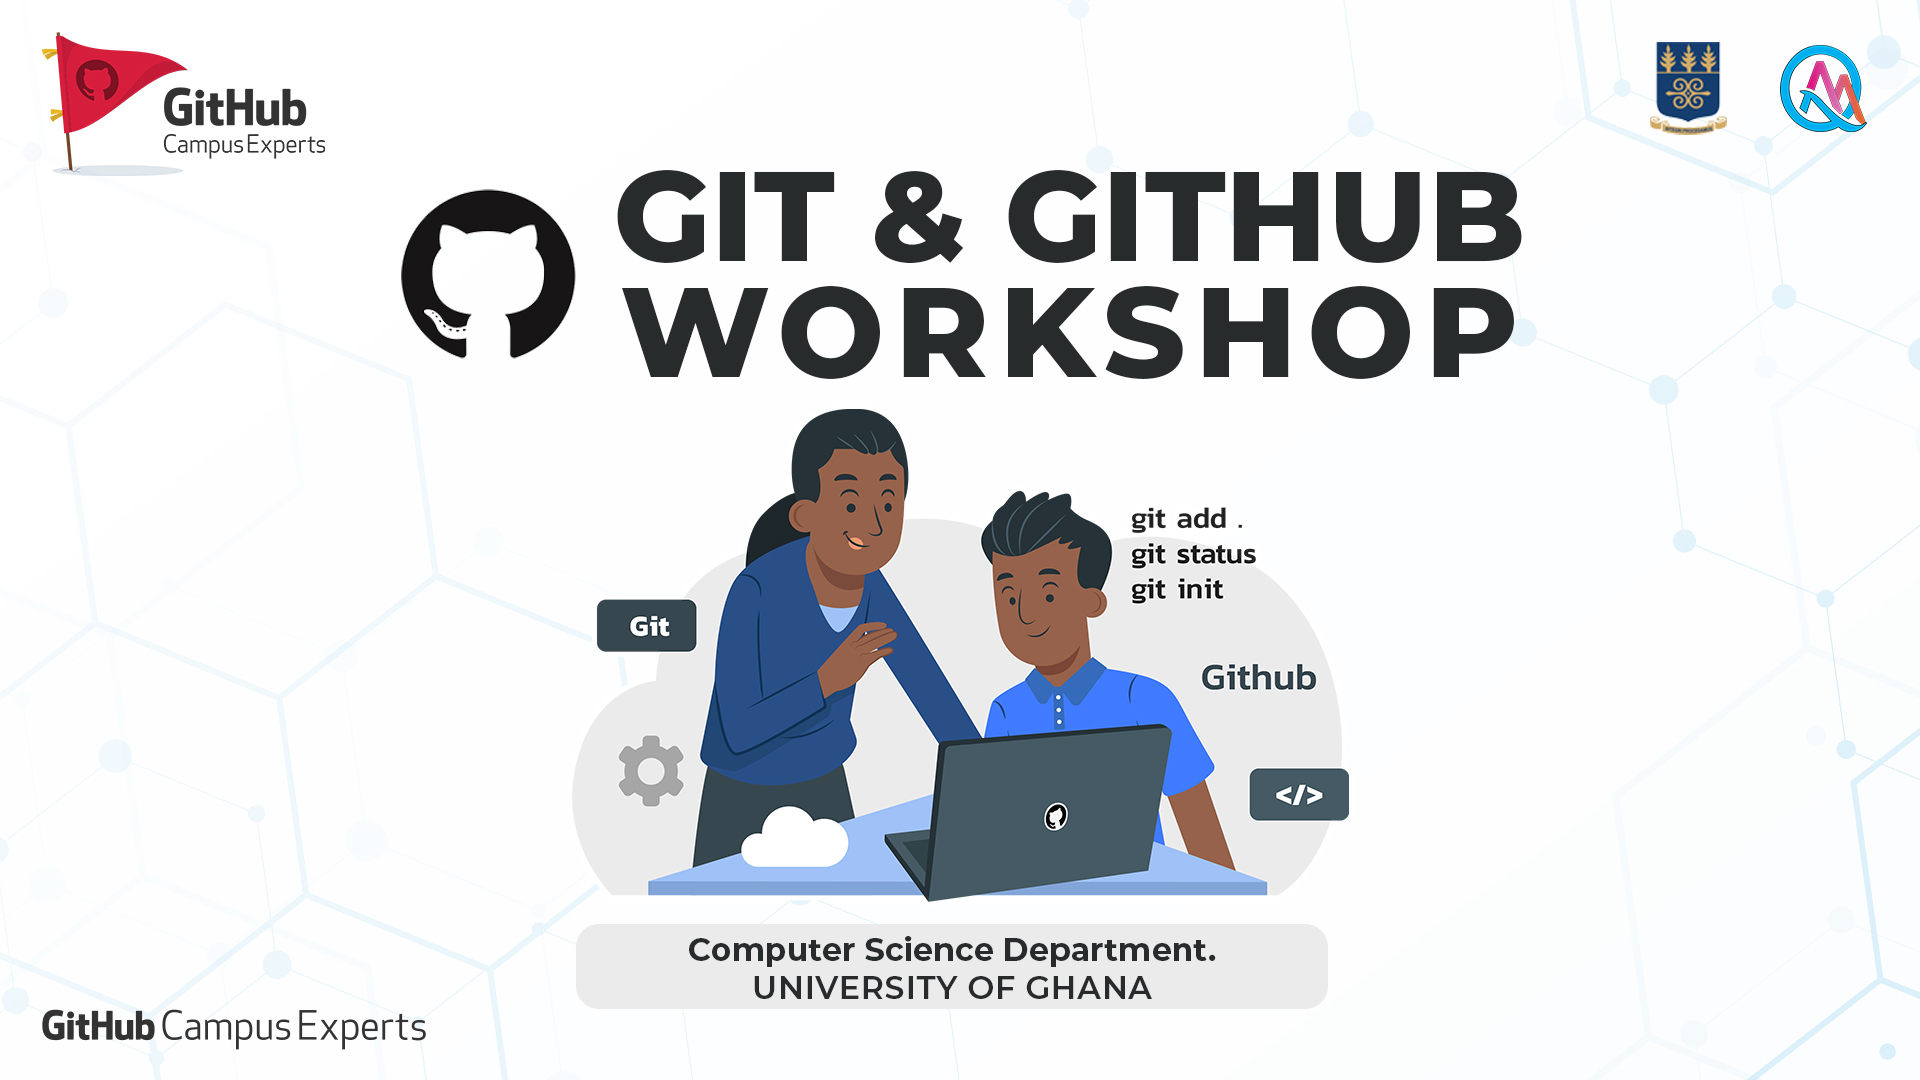 GitHub
Campus Experts
GIT & GITHUB
WORKSHOP
git add .
git status
git init
Git
Github
</>
Computer Science Department.
UNIVERSITY OF GHANA
GitHub Campus Experts